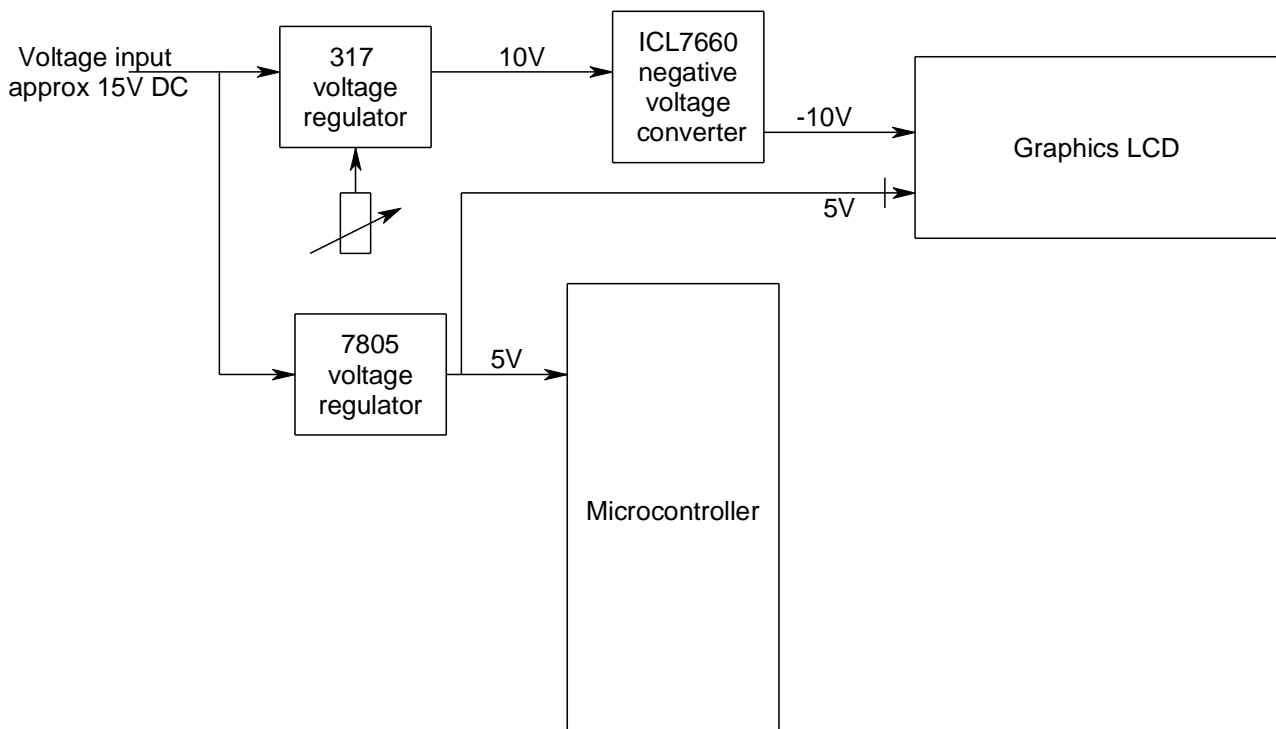 Voltage input
approx 15V DC
317
voltage
regulator
10V
ICL7660
negative
voltage
converter
-10V
Graphics LCD
5V
7805
voltage
regulator
5V
Microcontroller